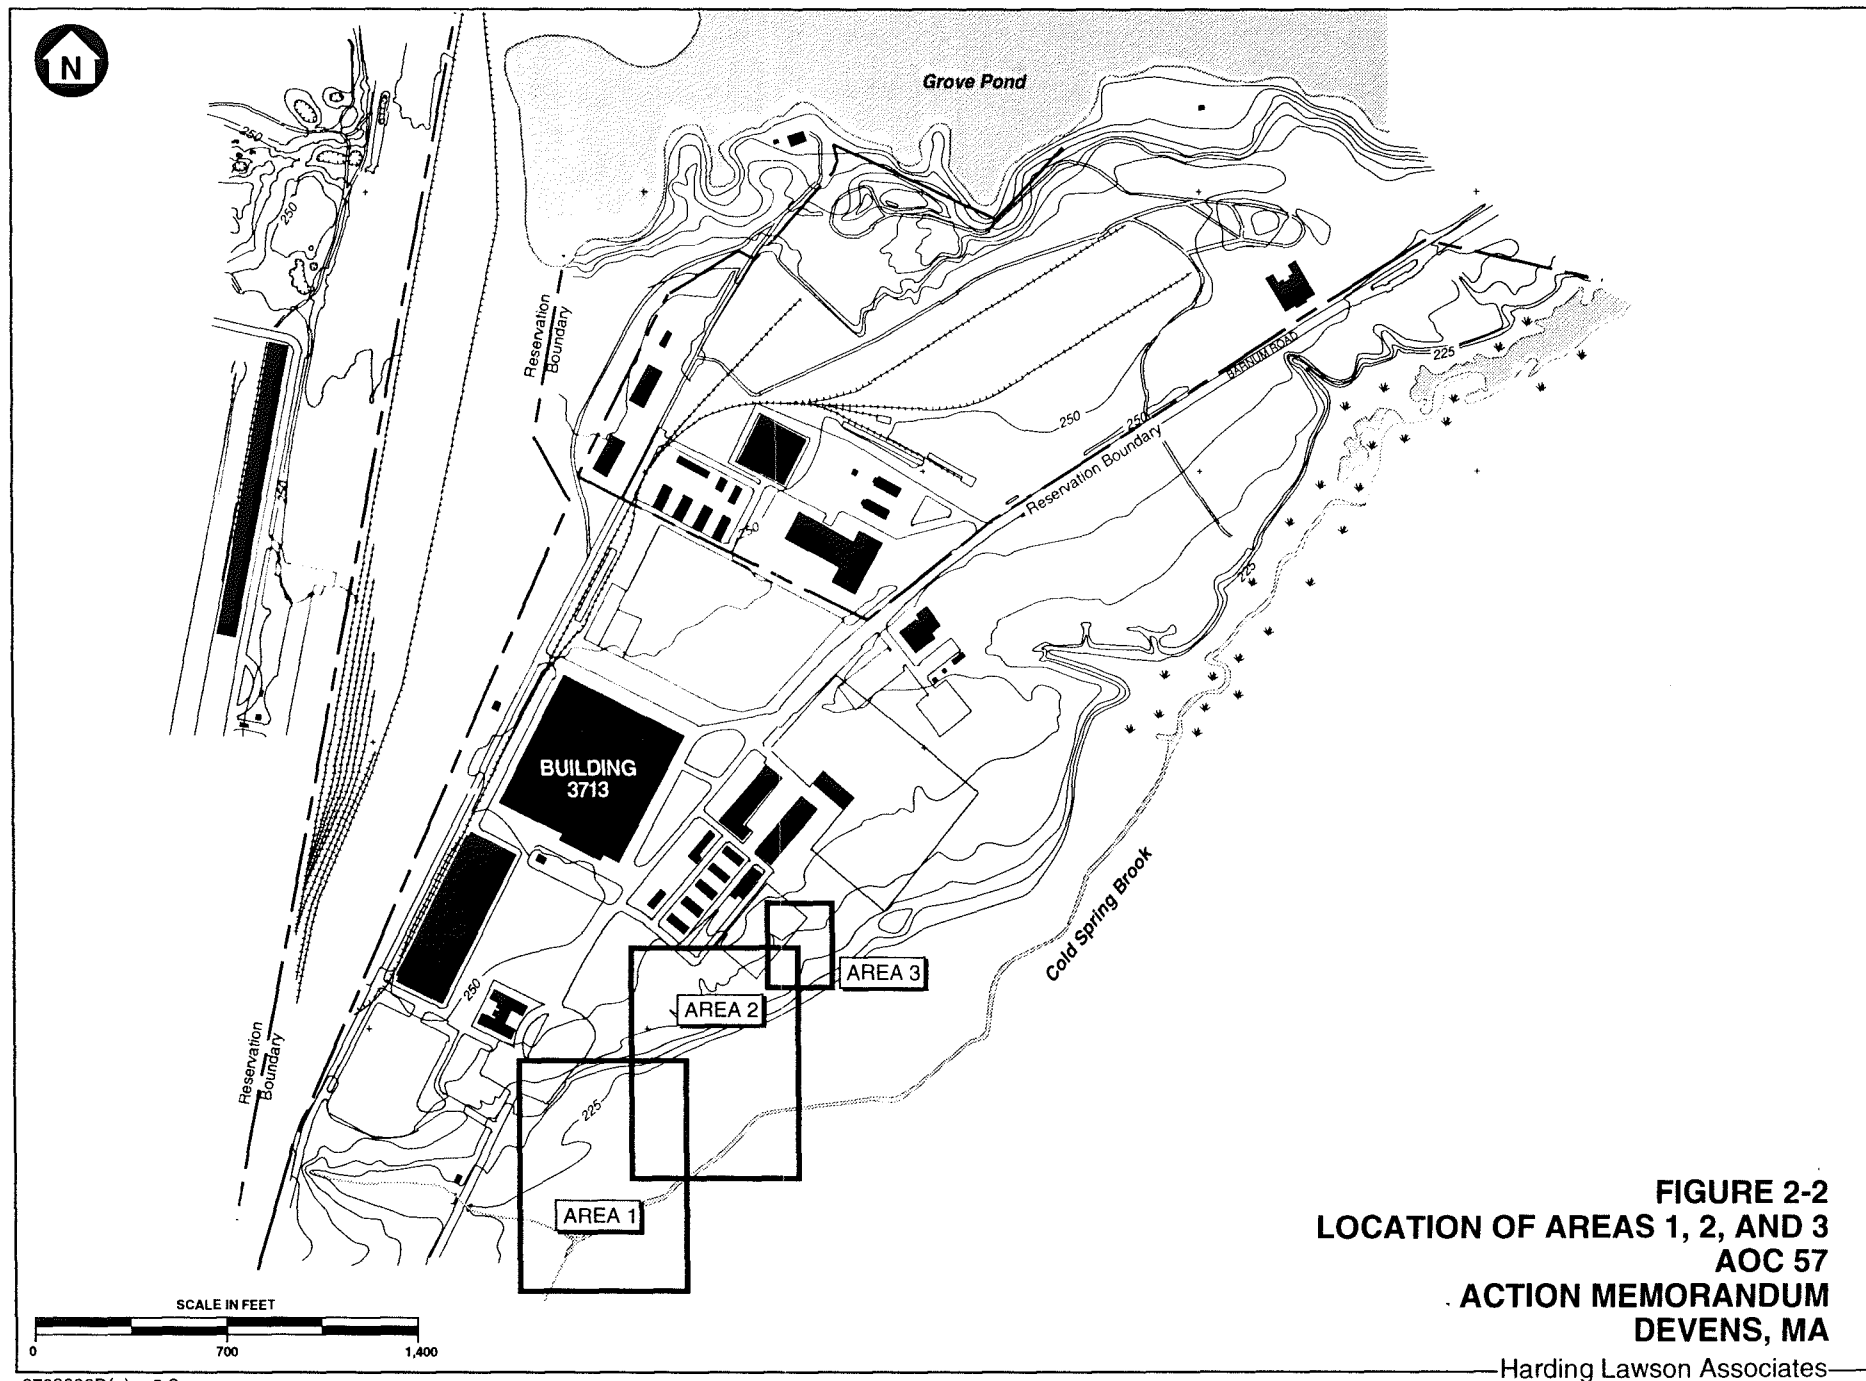 N
Grove Pond
250
250
Reservation
Boundary
BARNUM ROAD
225
250
250
Reservation Boundary
250
250
225
BUILDING
3713
Cold Spring Brook
AREA 3
250
AREA 2
Reservation
Boundary
225
AREA 1
FIGURE 2-2
LOCATION OF AREAS 1, 2, AND 3
AOC 57
ACTION MEMORANDUM
DEVENS, MA
SCALE IN FEET
0
700
1,400
Harding Lawson Associates